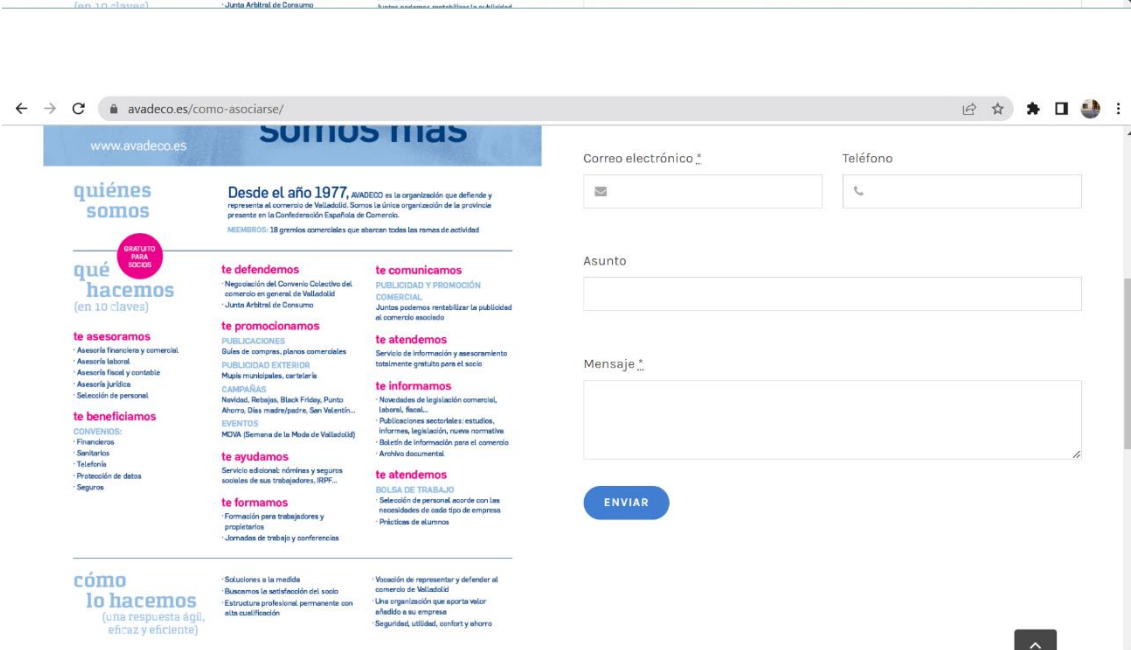 (en 10 claves)
· Junta Arbitral de Consumo
Juntos podemos rentabilizar la publicidad
avadeco.es/como-asociarse/
somos más
www.avadeco.es
quiénes
somos
Desde el año 1977, AVADECO es la organización que defiende y
representa al comercio de Valladolid. Somos la única organización de la provincia
presente en la Confederación Española de Comercio.
MIEMBROS: 18 gremios comerciales que abarcan todas las ramas de actividad
GRATUITO
PARA
SOCIOS
qué
hacemos
(en 10 claves)
te asesoramos
· Asesoría financiera y comercial
· Asesoría laboral
· Asesoría fiscal y contable
· Asesoría jurídica
· Selección de personal
te beneficiamos
CONVENIOS:
· Financieros
· Sanitarios
· Telefonía
· Protección de datos
· Seguros
te defendemos
· Negociación del Convenio Colectivo del
comercio en general de Valladolid
· Junta Arbitral de Consumo
te promocionamos
PUBLICACIONES
Guías de compras, planos comerciales
PUBLICIDAD EXTERIOR
Mupis municipales, cartelería
CAMPAÑAS
Navidad, Rebajas, Black Friday, Punto
Ahorro, Días madre/padre, San Valentín...
EVENTOS
MOVA (Semana de la Moda de Valladolid)
te ayudamos
Servicio adicional: nóminas y seguros
sociales de sus trabajadores, IRPF...
te formamos
· Formación para trabajadores y
propietarios
· Jornadas de trabajo y conferencias
te comunicamos
PUBLICIDAD Y PROMOCIÓN
COMERCIAL
Juntos podemos rentabilizar la publicidad
al comercio asociado
te atendemos
Servicio de información y asesoramiento
totalmente gratuito para el socio
te informamos
· Novedades de legislación comercial,
laboral, fiscal...
· Publicaciones sectoriales: estudios,
informes, legislación, nueva normativa
· Boletín de información para el comercio
· Archivo documental
te atendemos
BOLSA DE TRABAJO
· Selección de personal acorde con las
necesidades de cada tipo de empresa
· Prácticas de alumnos
cómo
lo hacemos
(una respuesta ágil,
eficaz y eficiente)
· Soluciones a la medida
· Buscamos la satisfacción del socio
· Estructura profesional permanente con
alta cualificación
· Vocación de representar y defender al
comercio de Valladolid
· Una organización que aporta valor
añadido a su empresa
· Seguridad, utilidad, confort y ahorro
Correo electrónico *
Teléfono
Asunto
Mensaje *
ENVIAR